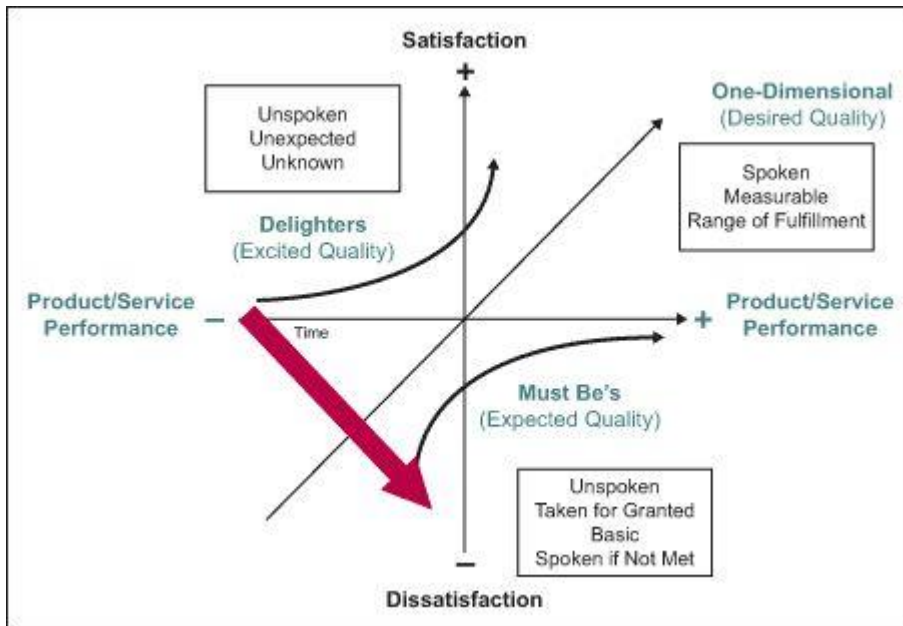 Satisfaction
+
Unspoken
Unexpected
Unknown
One-Dimensional
(Desired Quality)
Spoken
Measurable
Range of Fulfillment
Delighters
(Excited Quality)
Product/Service
Performance
–
Time
+
Product/Service
Performance
Must Be's
(Expected Quality)
Unspoken
Taken for Granted
Basic
Spoken if Not Met
–
Dissatisfaction